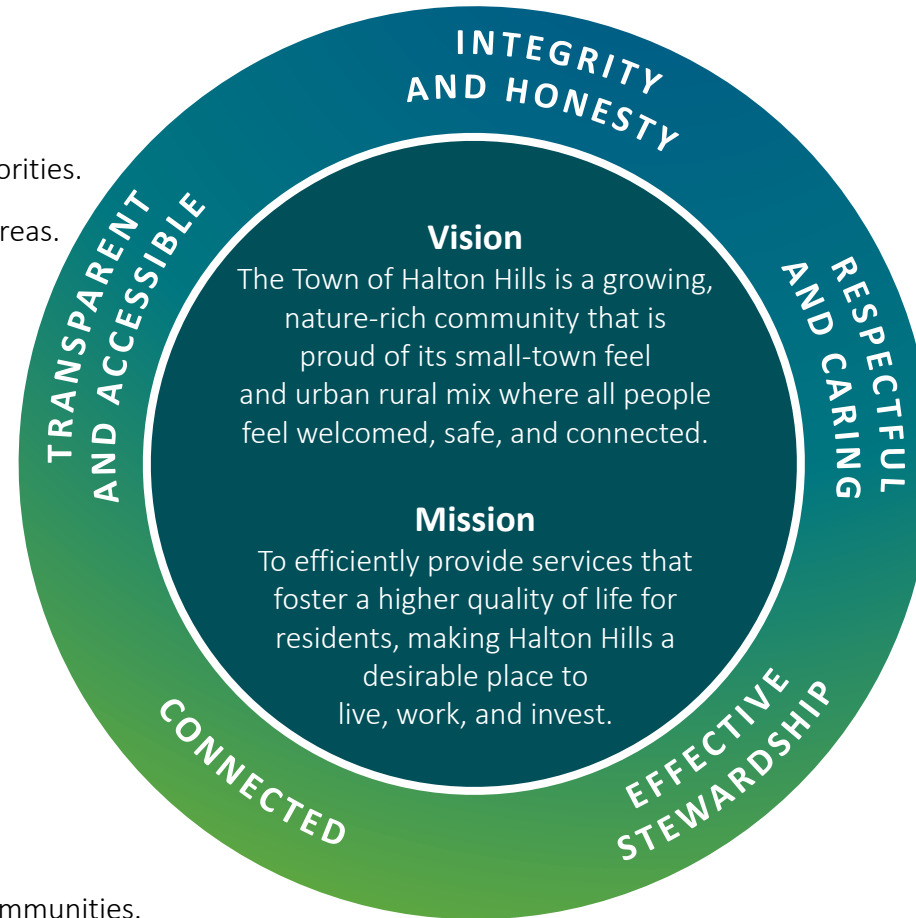 INTEGRITY
AND HONESTY
TRANSPARENT
AND ACCESSIBLE
RESPECTFUL
AND CARING
reas.
Vision
The Town of Halton Hills is a growing,
nature-rich community that is
proud of its small-town feel
and urban rural mix where all people
feel welcomed, safe, and connected.
Mission
To efficiently provide services that
foster a higher quality of life for
residents, making Halton Hills a
desirable place to
live, work, and invest.
CONNECTED
EFFECTIVE
STEWARDSHIP